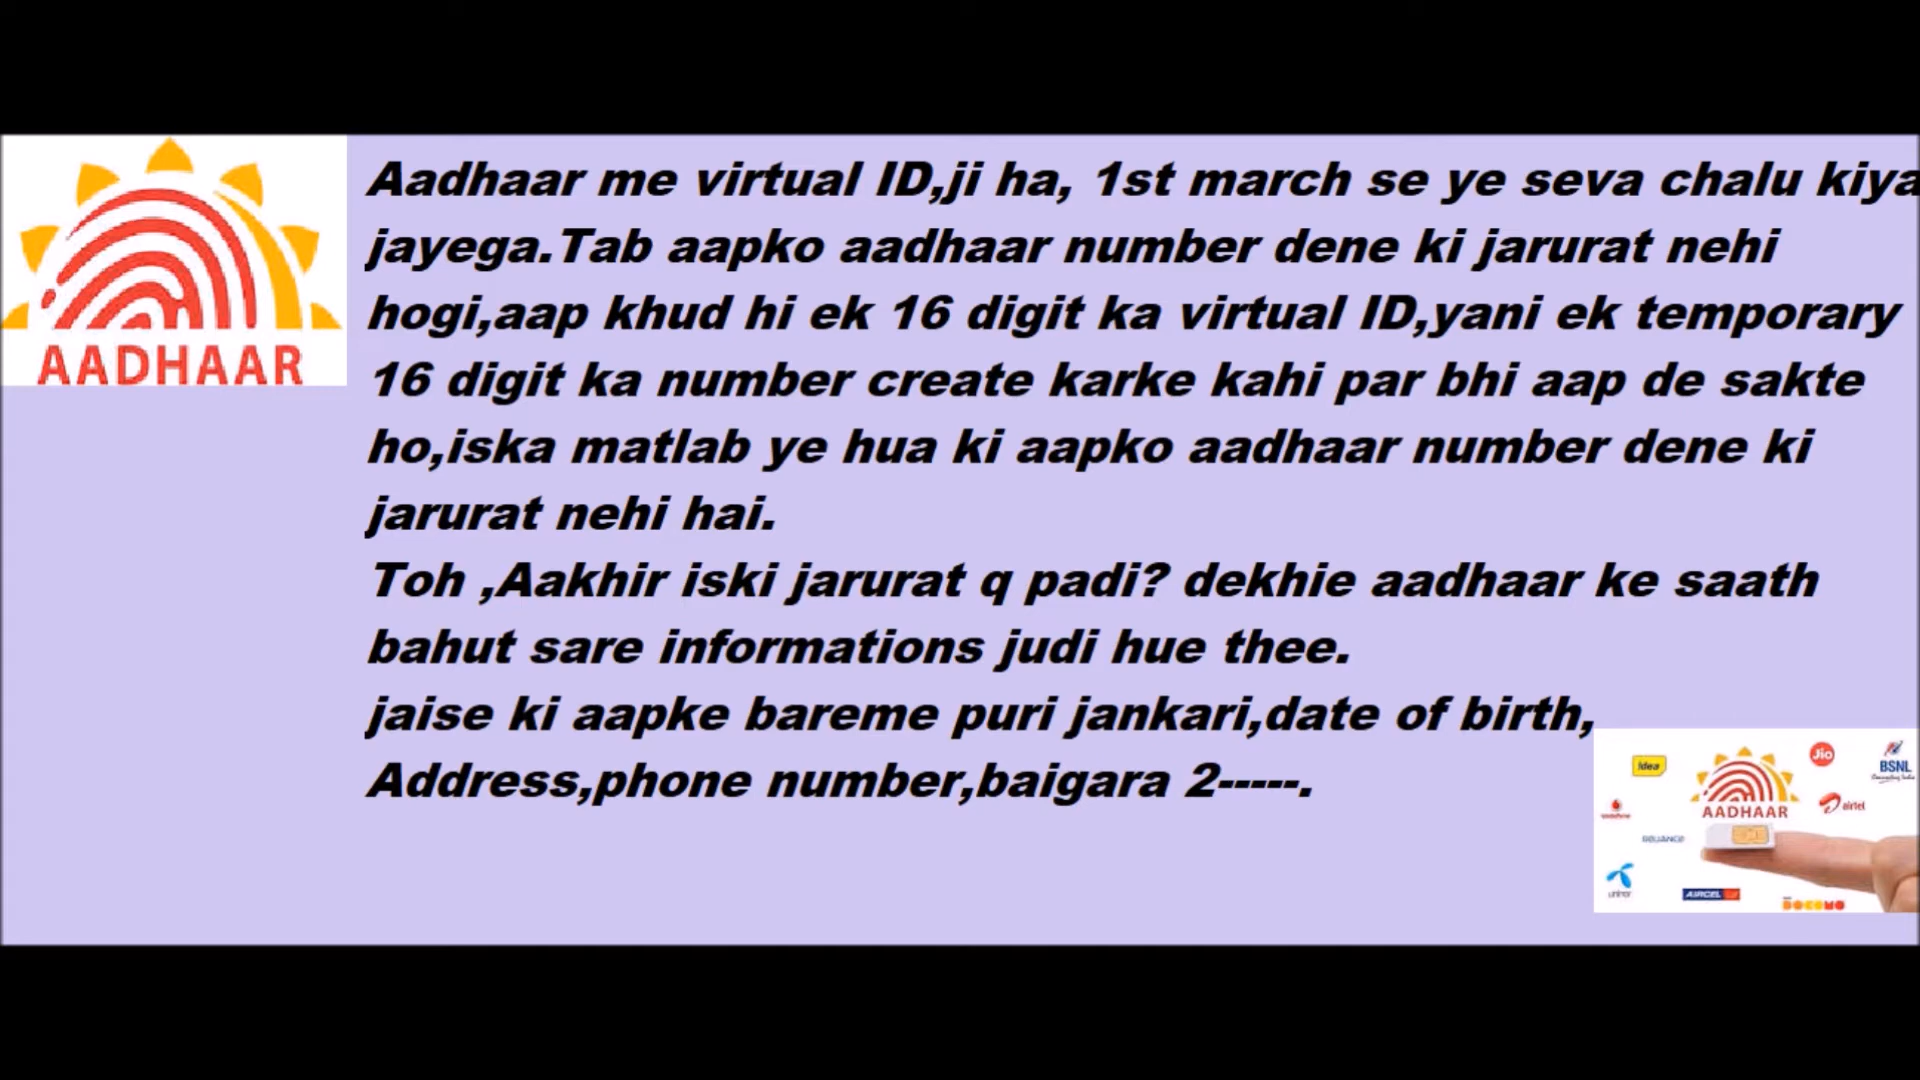 Aadhaar me virtual ID,ji ha, 1st march se ye seva chalu kiya
jayega.Tab aapko aadhaar number dene ki jarurat nehi
hogi,aap khud hi ek 16 digit ka virtual ID,yani ek temporary
16 digit ka number create karke kahi par bhi aap de sakte
ho,iska matlab ye hua ki aapko aadhaar number dene ki
jarurat nehi hai.
Toh ,Aakhir iski jarurat q padi? dekhie aadhaar ke saath
bahut sare informations judi hue thee.
jaise ki aapke bareme puri jankari,date of birth,
Address,phone number,baigara 2-----.
AADHAAR
Idea
Jio
BSNL
AADHAAR
airtel
vodafone
RELIANCE
uninor
AIRCEL
DOCOMO